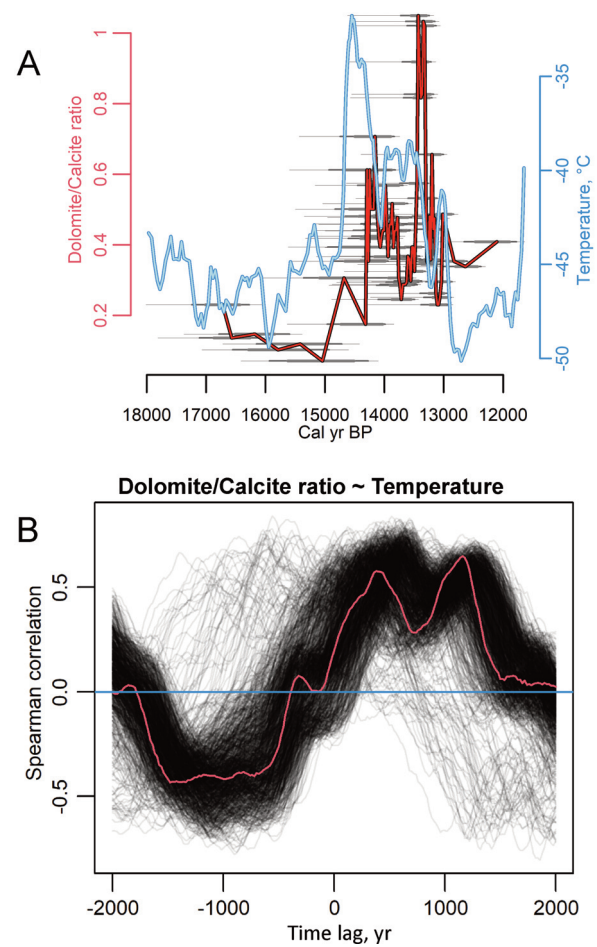 A
Dolomite/Calcite ratio
1
0.8
0.6
0.4
0.2
Temperature, °C
-35
-40
-45
-50
18000 17000 16000 15000 14000 13000 12000
Cal yr BP
B
Dolomite/Calcite ratio ~ Temperature
Spearman correlation
0.5
0.0
-0.5
-2000 -1000 0 1000 2000
Time lag, yr